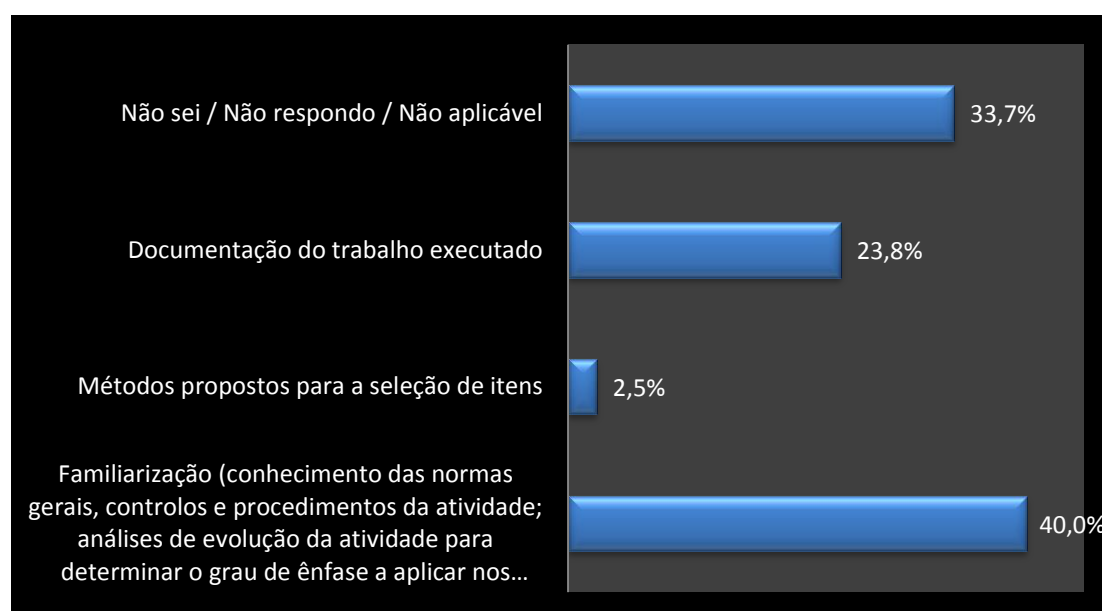 Não sei / Não respondo / Não aplicável
33,7%
Documentação do trabalho executado
23,8%
Métodos propostos para a seleção de itens
2,5%
Familiarização (conhecimento das normas
gerais, controlos e procedimentos da atividade;
análises de evolução da atividade para
determinar o grau de ênfase a aplicar nos…
40,0%